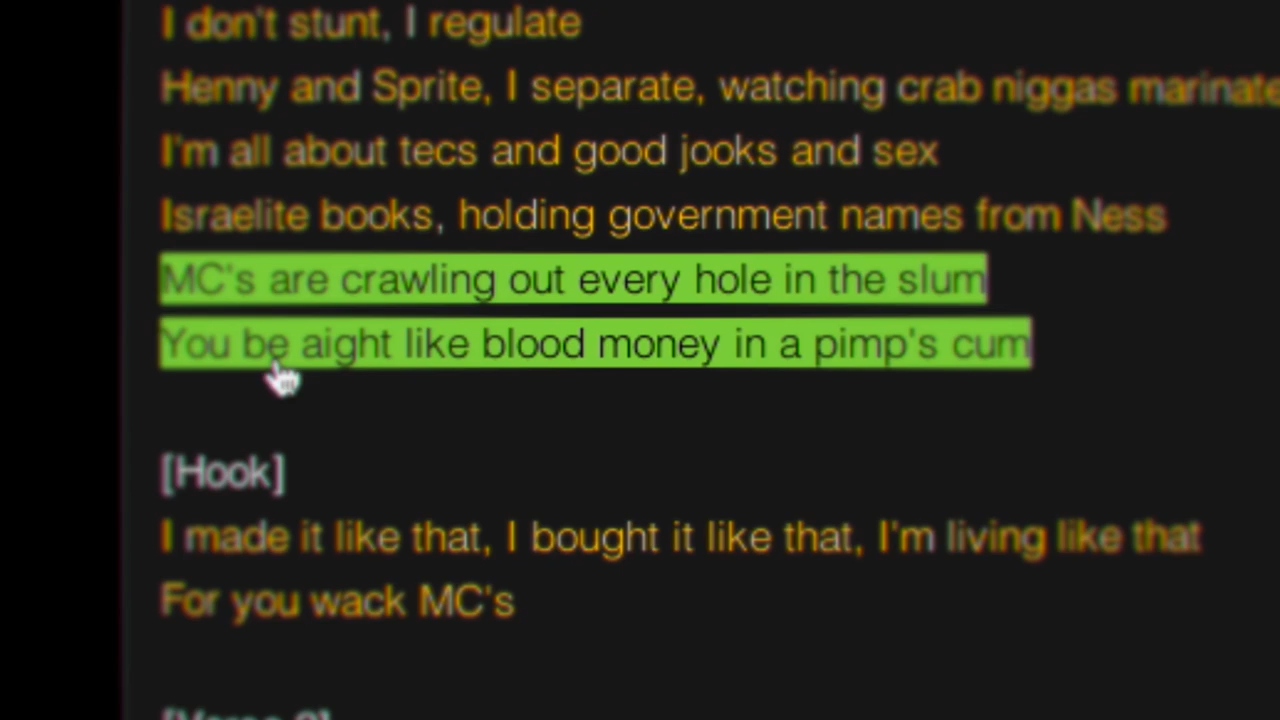 I don't stunt, I regulate
Henny and Sprite, I separate, watching crab niggas marinate
I'm all about tecs and good jooks and sex
Israelite books, holding government names from Ness
MC's are crawling out every hole in the slum
You be aight like blood money in a pimp's cum
[Hook]
I made it like that, I bought it like that, I'm living like that
For you wack MC's